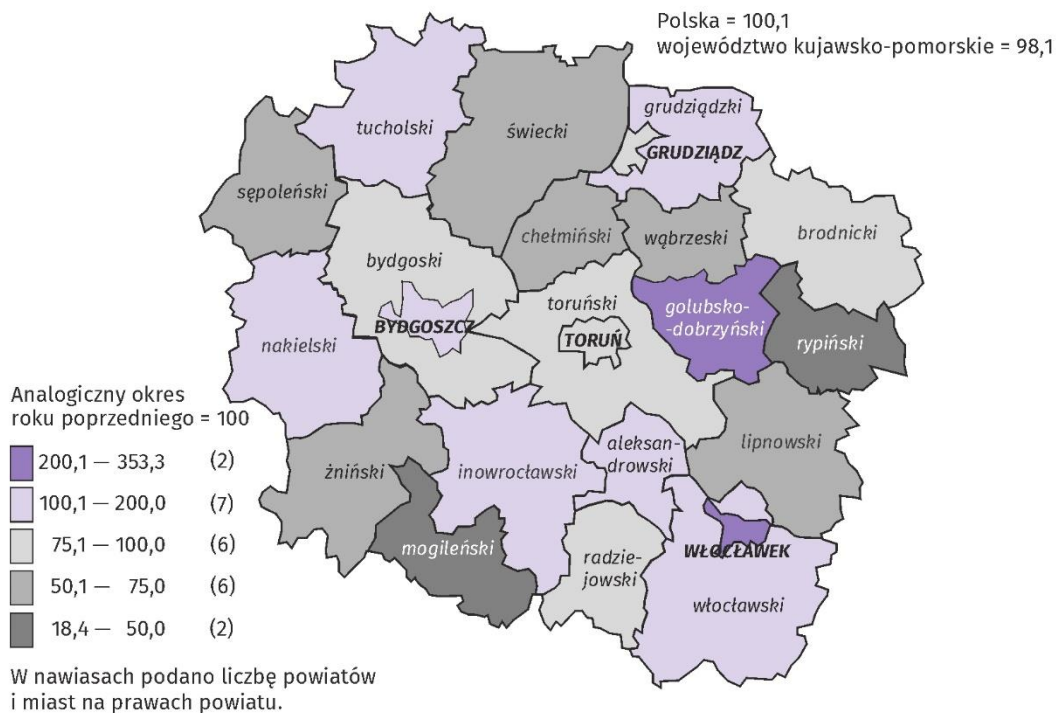 Polska = 100,1
województwo kujawsko-pomorskie = 98,1
grudziądzki
tucholski
świecki
GRUDZIĄDZ
sępoleński
chełmiński
wąbrzeski
brodnicki
bydgoski
toruński
golubsko-
-dobrzyński
BYDGOSZCZ
TORUŃ
rypiński
nakielski
Analogiczny okres
roku poprzedniego = 100
200,1 — 353,3 (2)
100,1 — 200,0 (7)
75,1 — 100,0 (6)
50,1 — 75,0 (6)
18,4 — 50,0 (2)
żniński
inowrocławski
aleksan-
drowski
lipnowski
mogileński
radzie-
jowski
WŁOCŁAWEK
włocławski
W nawiasach podano liczbę powiatów
i miast na prawach powiatu.